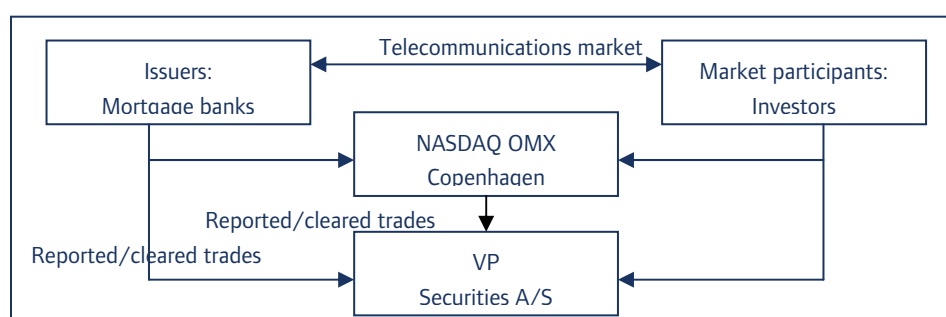 Telecommunications market
Issuers:
Mortgage banks
Market participants:
Investors
NASDAQ OMX
Copenhagen
Reported/cleared trades
Reported/cleared trades
VP
Securities A/S